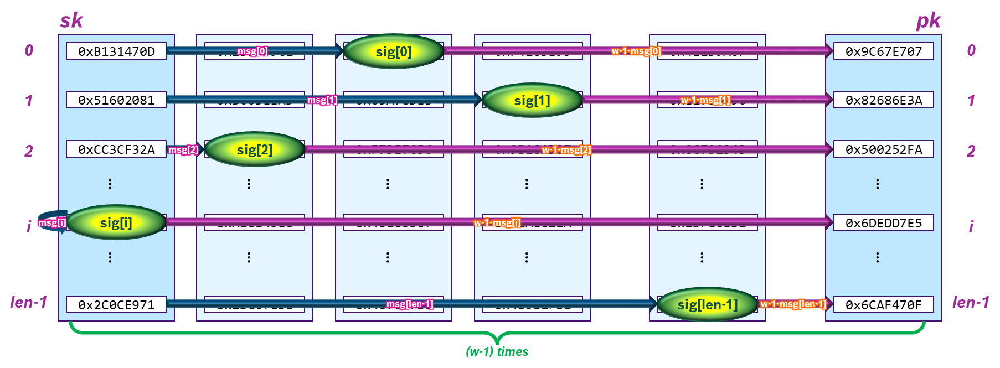 sk pk
0 0xB131470D msg[0] sig[0] w-1-msg[0] 0x9C67E707 0
1 0x51602081 msg[1] sig[1] w-1-msg[1] 0x82686E3A 1
2 0xCC3CF32A msg[2] sig[2] w-1-msg[2] 0x500252FA 2
⋮ ⋮ ⋮ ⋮ ⋮ ⋮
i msg[i] sig[i] w-1-msg[i] 0x6DEDD7E5 i
⋮ ⋮ ⋮ ⋮ ⋮ ⋮
len-1 0x2C0CE971 msg[len-1] sig[len-1] w-1-msg[len-1] 0x6CAF470F len-1
(w-1) times